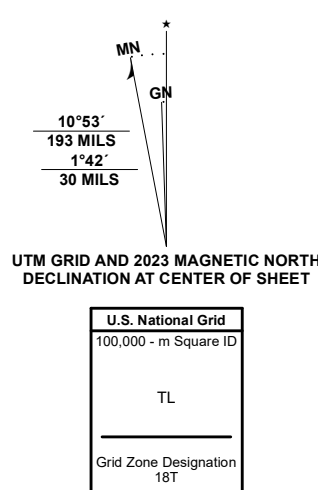 MN
GN
10°53´
193 MILS
1°42´
30 MILS
UTM GRID AND 2023 MAGNETIC NORTH
DECLINATION AT CENTER OF SHEET
U.S. National Grid
100,000 - m Square ID
TL
Grid Zone Designation
18T